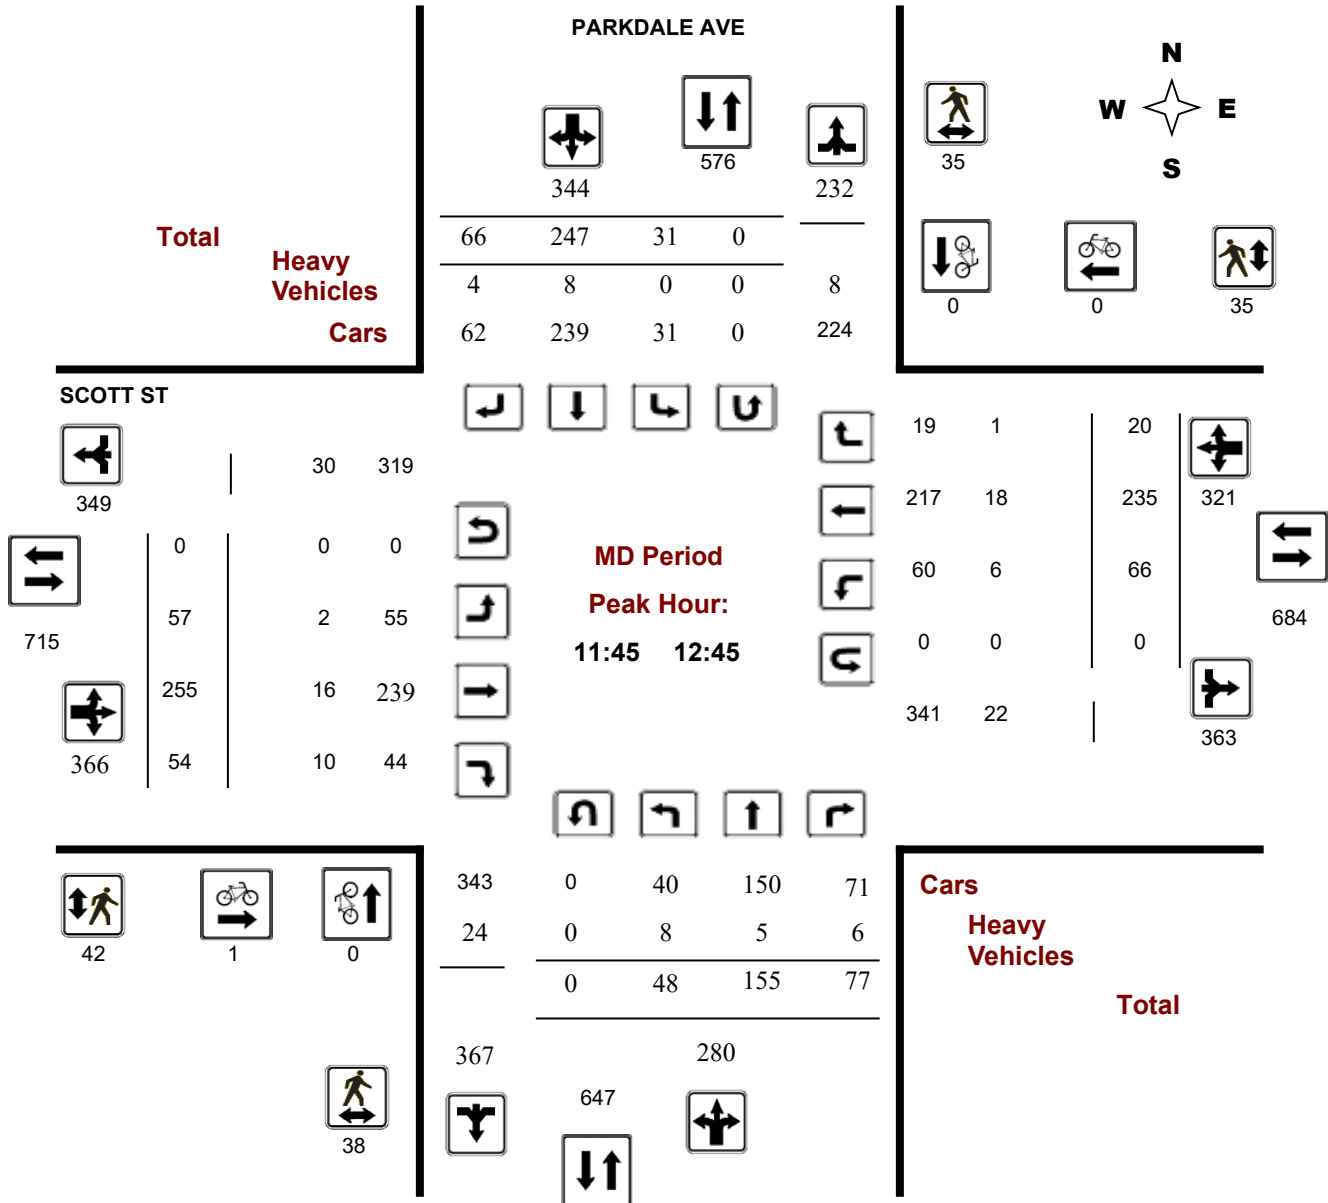 PARKDALE AVE
N
W E
S
576
35
344 232
Total 66 247 31 0
Heavy
Vehicles 4 8 0 0 8
Cars 62 239 31 0 224
0 0 35
SCOTT ST
19 1 20
30 319
349
217 18 235 321
0 0 0
MD Period
60 6 66
Peak Hour:
57 2 55
684
715
11:45 12:45
0 0 0
255 16 239
341 22
363
366 54 10 44
343 0 40 150 71 Cars
24 0 8 5 6 Heavy
Vehicles
42 1 0
0 48 155 77
Total
367 280
647
38